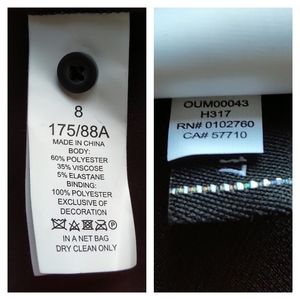 8
175/88A
MADE IN CHINA
BODY:
60% POLYESTER
35% VISCOSE
5% ELASTANE
BINDING:
100% POLYESTER
EXCLUSIVE OF
DECORATION
IN A NET BAG
DRY CLEAN ONLY
OUM00043
H317
RN# 0102760
CA# 57710